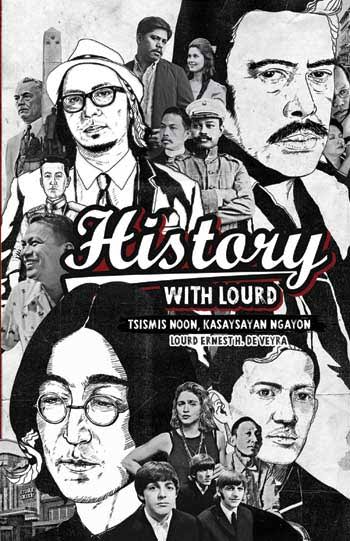 History
WITH LOURD
TSISMIS NOON, KASAYSAYAN NGAYON
LOURD ERNEST H. DE VEYRA